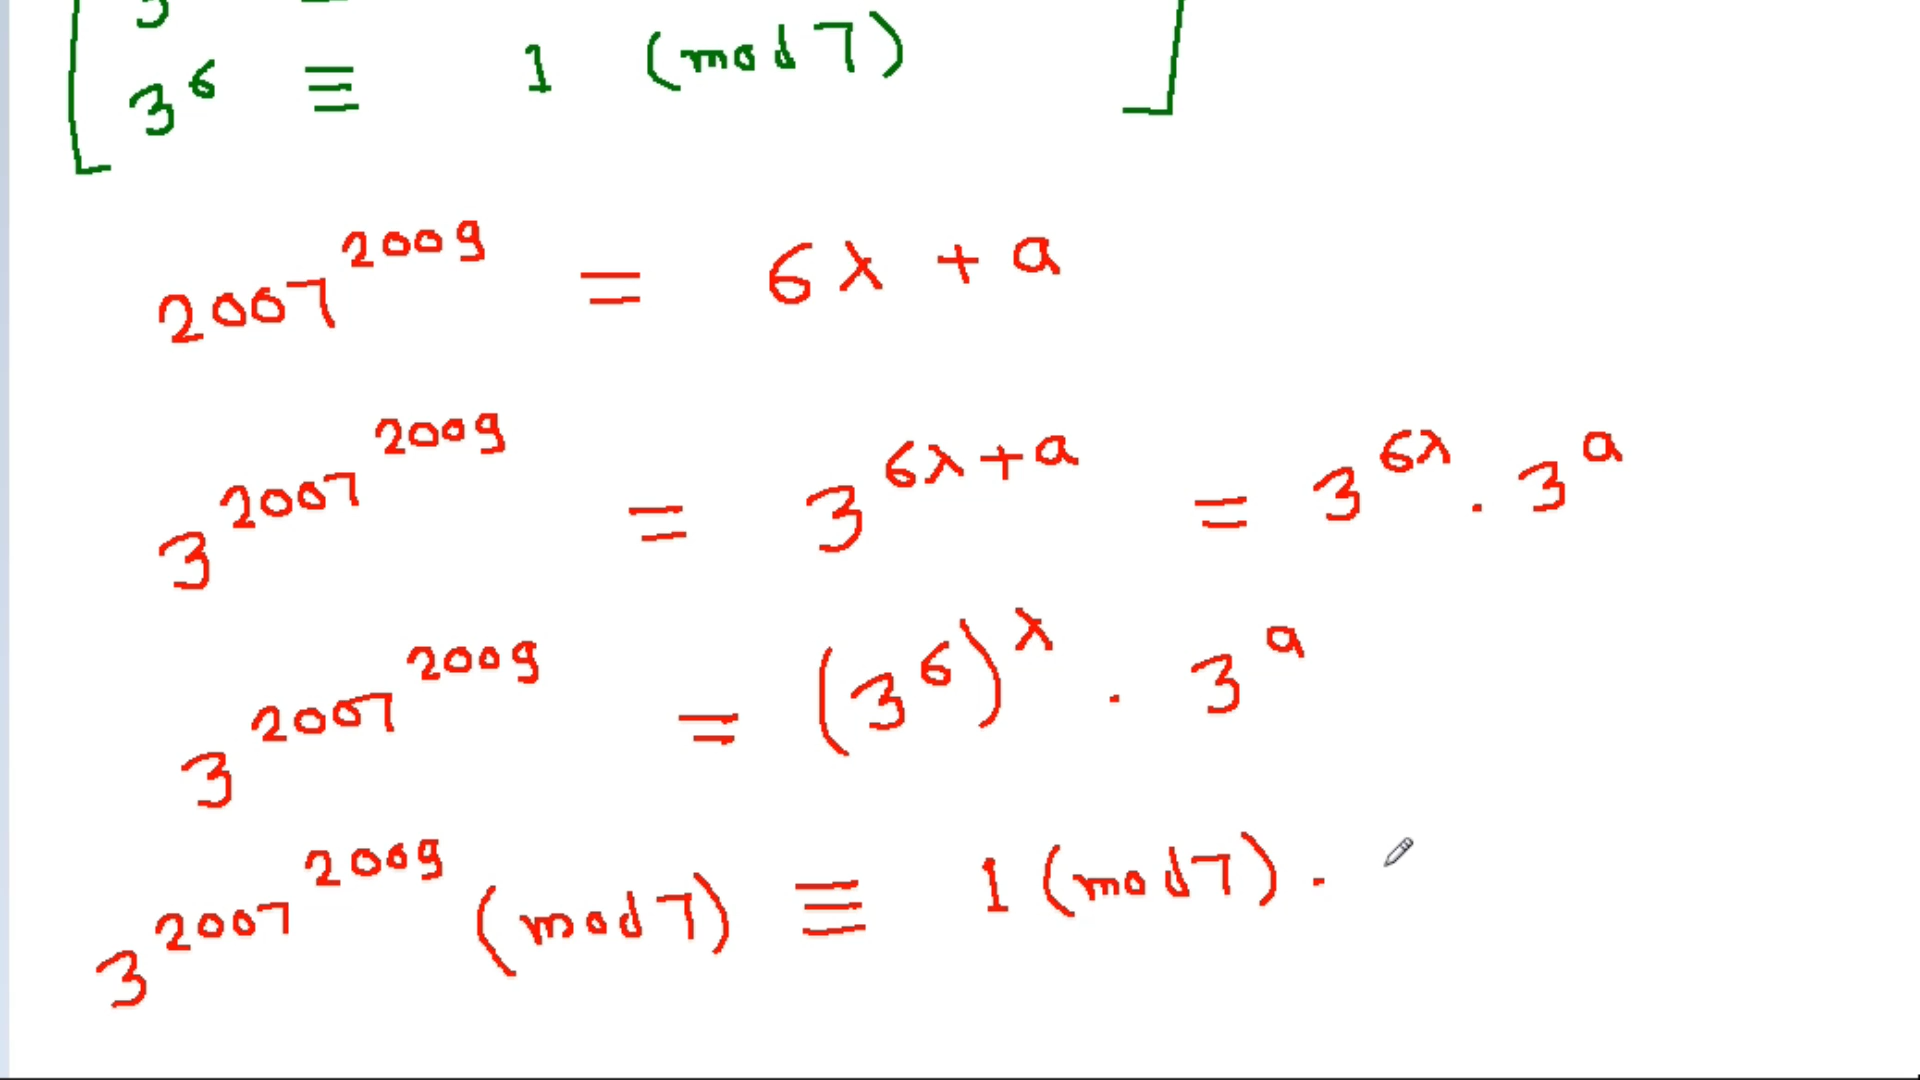 3 ≡
3^6 ≡ 1 (mod 7)
2007^2009 = 6λ + a
3^2007^2009 = 3^6λ+a = 3^6λ . 3^a
3^2007^2009 = (3^6)^λ . 3^a
3^2007^2009 (mod 7) ≡ 1 (mod 7) .